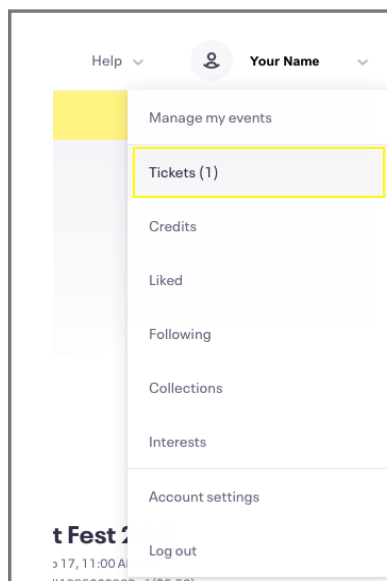 Help
Your Name
Manage my events
Tickets (1)
Credits
Liked
Following
Collections
Interests
Account settings
t Fest 2
17, 11:00 A
Log out